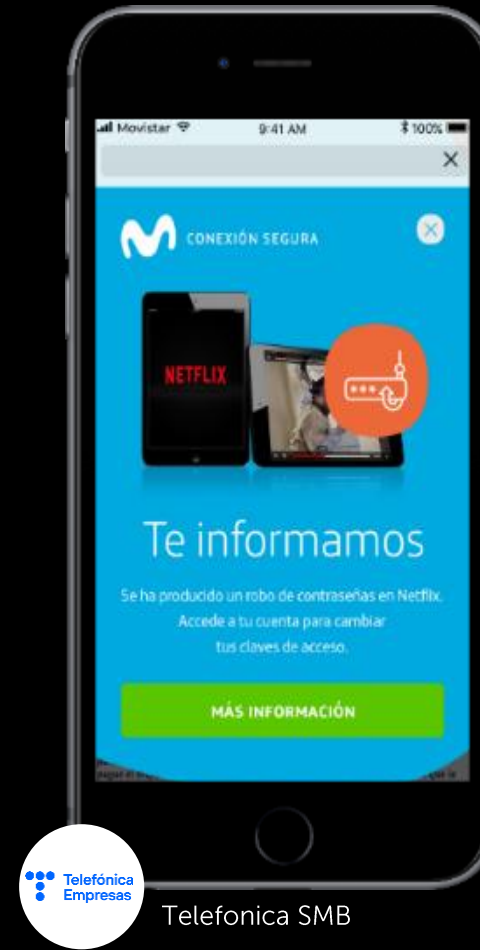 Movistar
9:41 AM
100%
CONEXIÓN SEGURA
NETFLIX
Te informamos
Se ha producido un robo de contraseñas en Netflix.
Accede a tu cuenta para cambiar
tus claves de acceso.
MÁS INFORMACIÓN
Telefónica
Empresas
Telefonica SMB